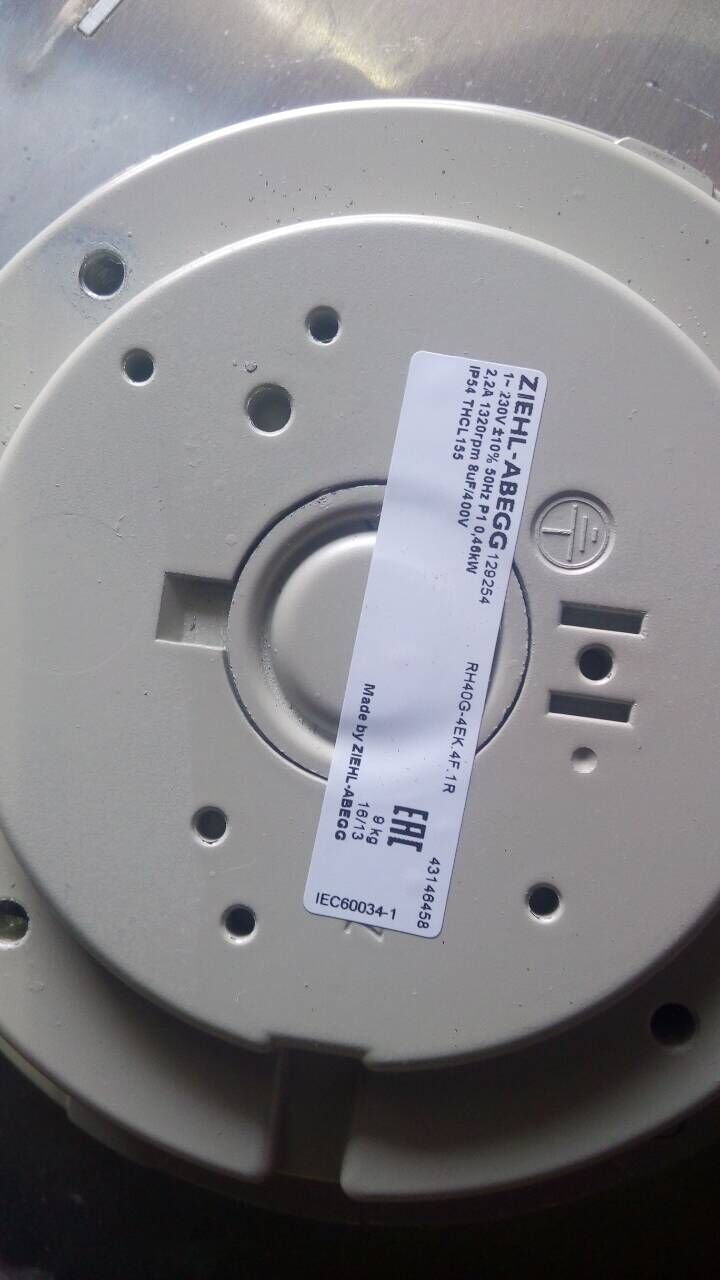 ZIEHL-ABEGG 129254 RH40G-4EK.4F.1R 43146458
1~ 230V ±10% 50Hz P1 0,46kW
2,2A 1320rpm 8uF/400V
IP54 THCL155
EAC
9 kg
16/13
Made by ZIEHL-ABEGG
IEC60034-1